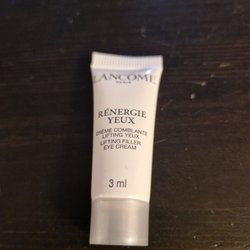 LANCÔME
PARIS
RÉNERGIE
YEUX
CRÈME COMBLANTE
LIFTING YEUX
LIFTING FILLER
EYE CREAM
3 ml